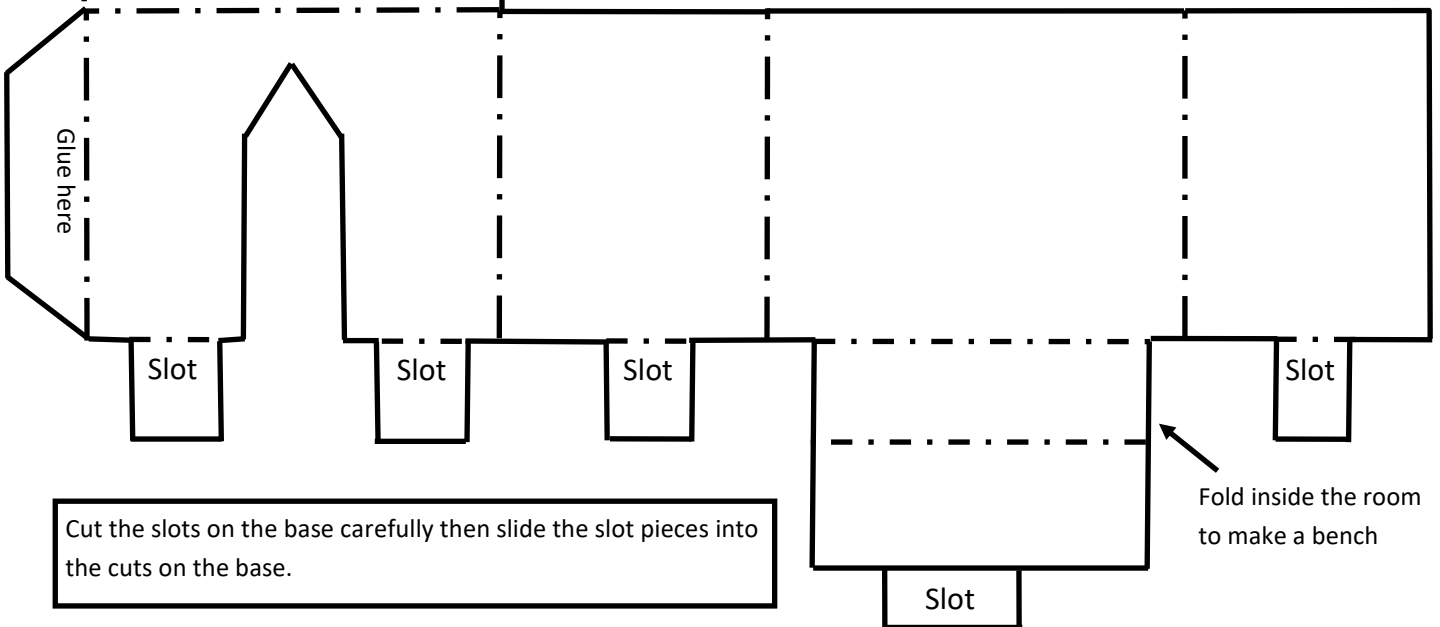 Glue here
Slot
Slot
Slot
Slot
Fold inside the room
to make a bench
Cut the slots on the base carefully then slide the slot pieces into
the cuts on the base.
Slot